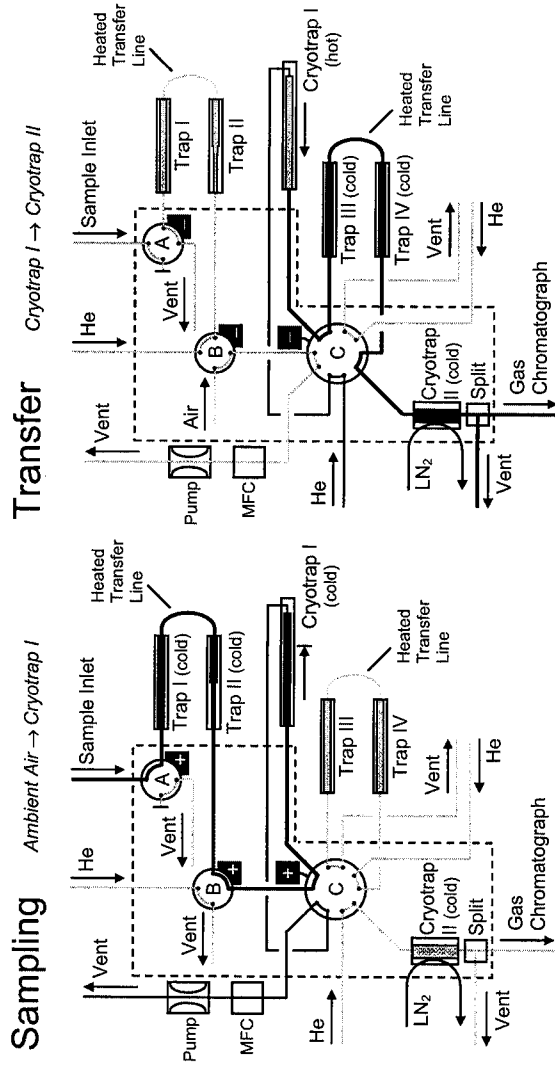 Sampling
Ambient Air → Cryotrap I
Sample Inlet
He
Vent
Heated
Transfer
Line
A
+
Trap I (cold)
Trap II (cold)
Vent
B
+
Vent
Pump
MFC
Cryotrap I
(cold)
+
C
Trap III
Trap IV
Heated
Transfer
Line
He
Vent
He
LN2
Cryotrap
II (cold)
Split
Vent
Gas
Chromatograph
Transfer
Cryotrap I → Cryotrap II
Sample Inlet
He
Vent
Heated
Transfer
Line
A
–
Trap I
Trap II
Vent
B
–
Air
Pump
MFC
Cryotrap I
(hot)
–
C
Trap III (cold)
Trap IV (cold)
Heated
Transfer
Line
He
Vent
He
LN2
Cryotrap
II (cold)
Split
Vent
Gas
Chromatograph